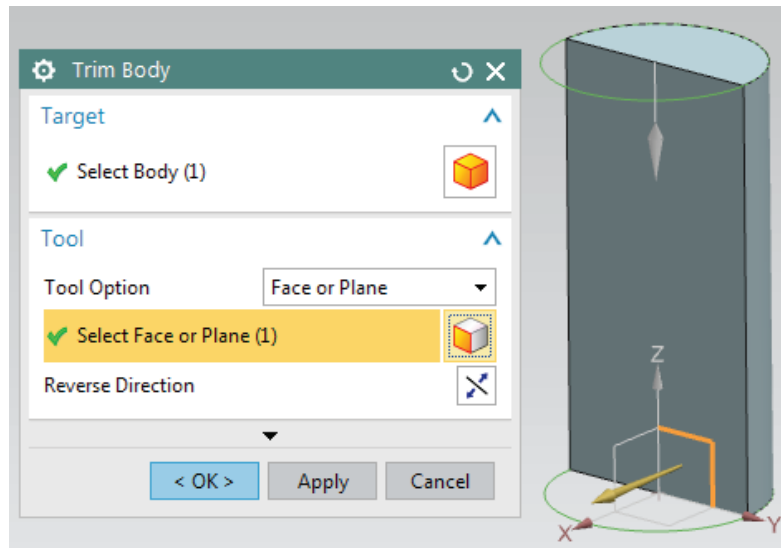 Trim Body
Target
Select Body (1)
Tool
Tool Option Face or Plane
Select Face or Plane (1)
Reverse Direction
< OK > Apply Cancel
Z
X
Y